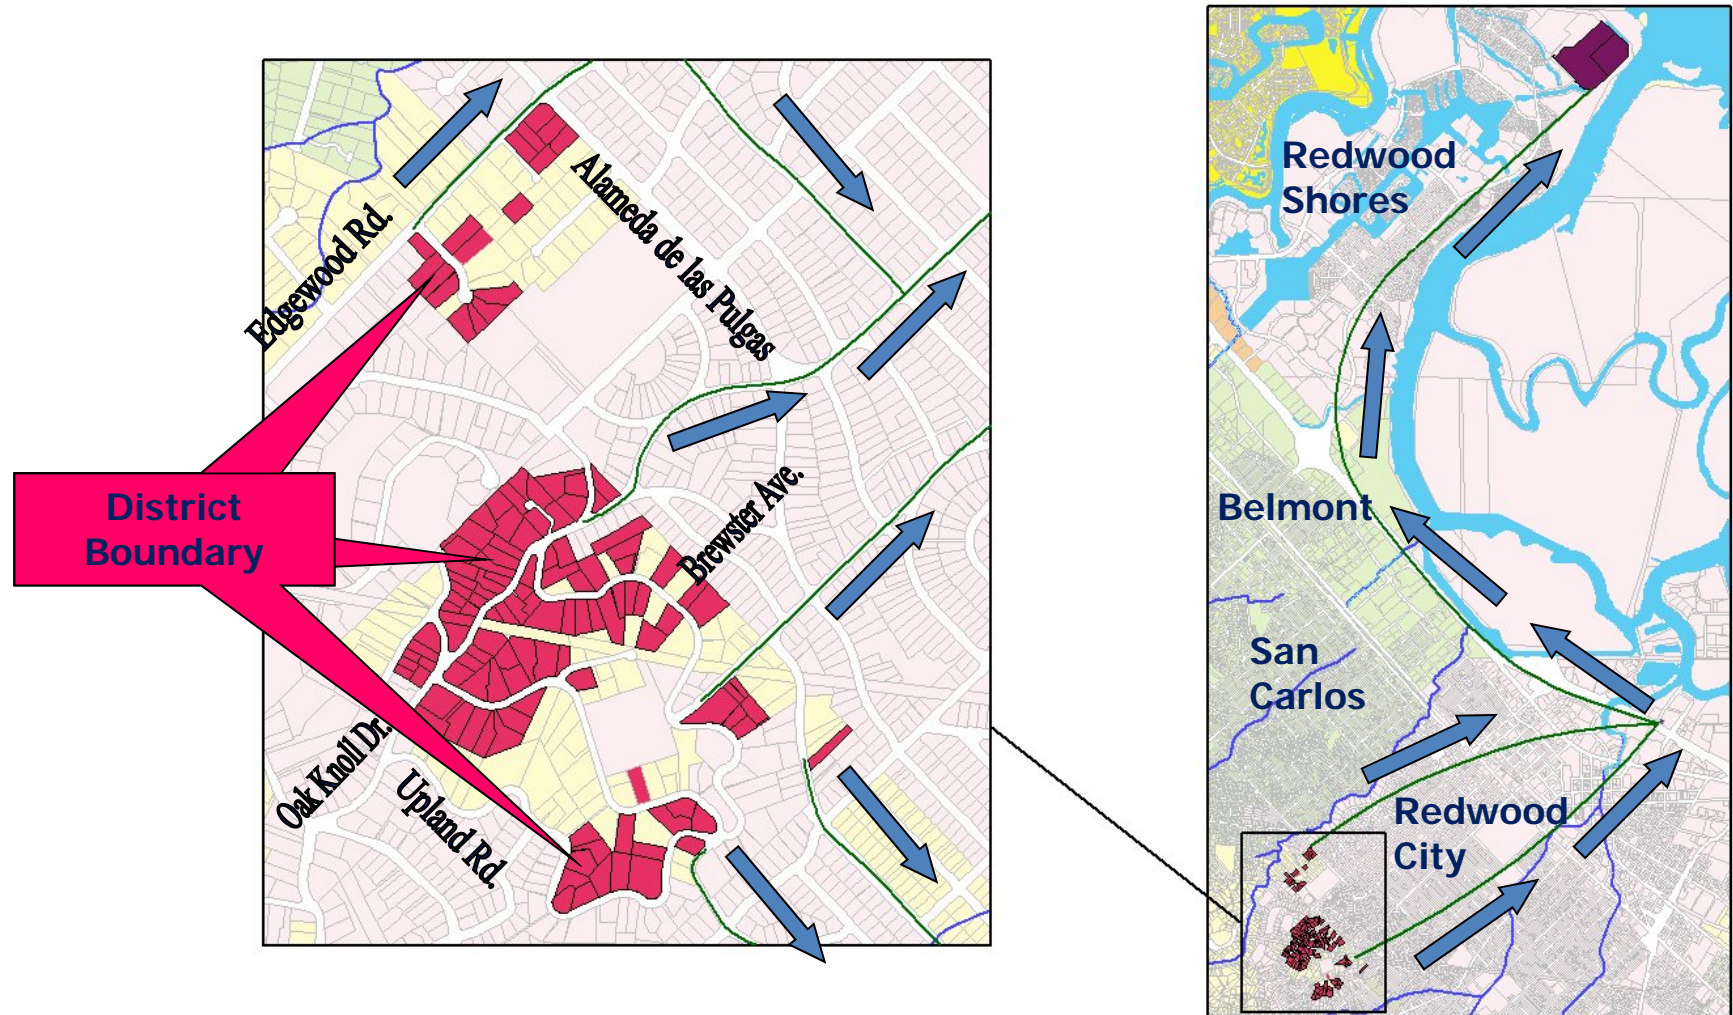 Edgewood Rd.
Alameda de las Pulgas
District
Boundary
Brewster Ave.
Oak Knoll Dr.
Upland Rd.
Redwood
Shores
Belmont
San
Carlos
Redwood
City